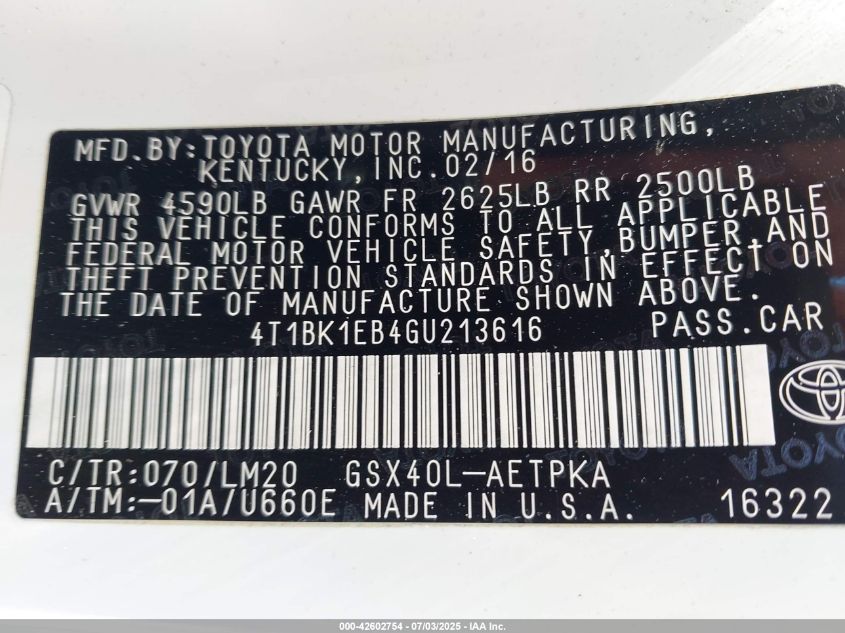 MFD.BY:TOYOTA MOTOR MANUFACTURING,
KENTUCKY,INC.02/16
GVWR 4590LB GAWR FR 2625LB RR 2500LB
THIS VEHICLE CONFORMS TO ALL APPLICABLE
FEDERAL MOTOR VEHICLE SAFETY,BUMPER,AND
THEFT PREVENTION STANDARDS IN EFFECT ON
THE DATE OF MANUFACTURE SHOWN ABOVE.
4T1BK1EB4GU213616 PASS.CAR
TOYOTA
C/TR:070/LM20 GSX40L-AETPKA
A/TM:-01A/U660E MADE IN U.S.A. 16322
000-42602754 - 07/03/2025 - IAA Inc.